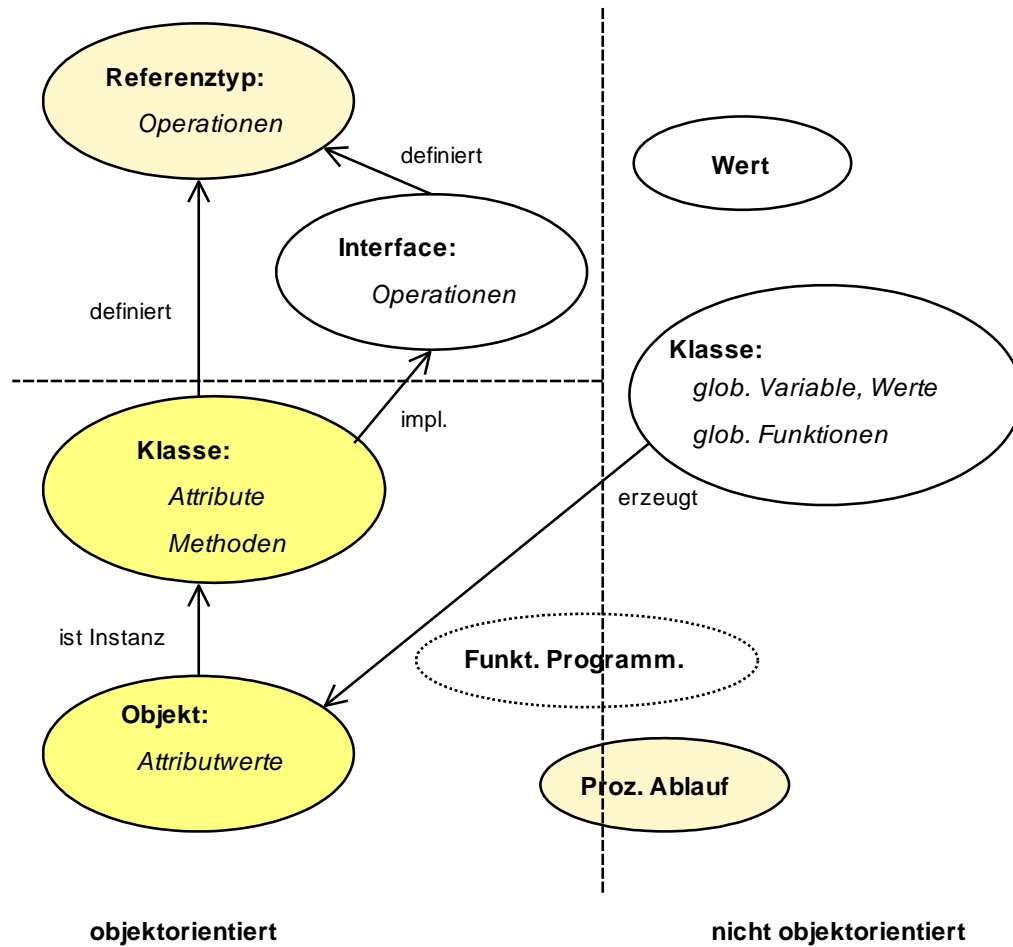 Referenztyp:
Operationen
definiert
Wert
Interface:
Operationen
definiert
Klasse:
glob. Variable, Werte
glob. Funktionen
impl.
Klasse:
Attribute
Methoden
erzeugt
ist Instanz
Funkt. Programm.
Objekt:
Attributwerte
Proz. Ablauf
objektorientiert
nicht objektorientiert